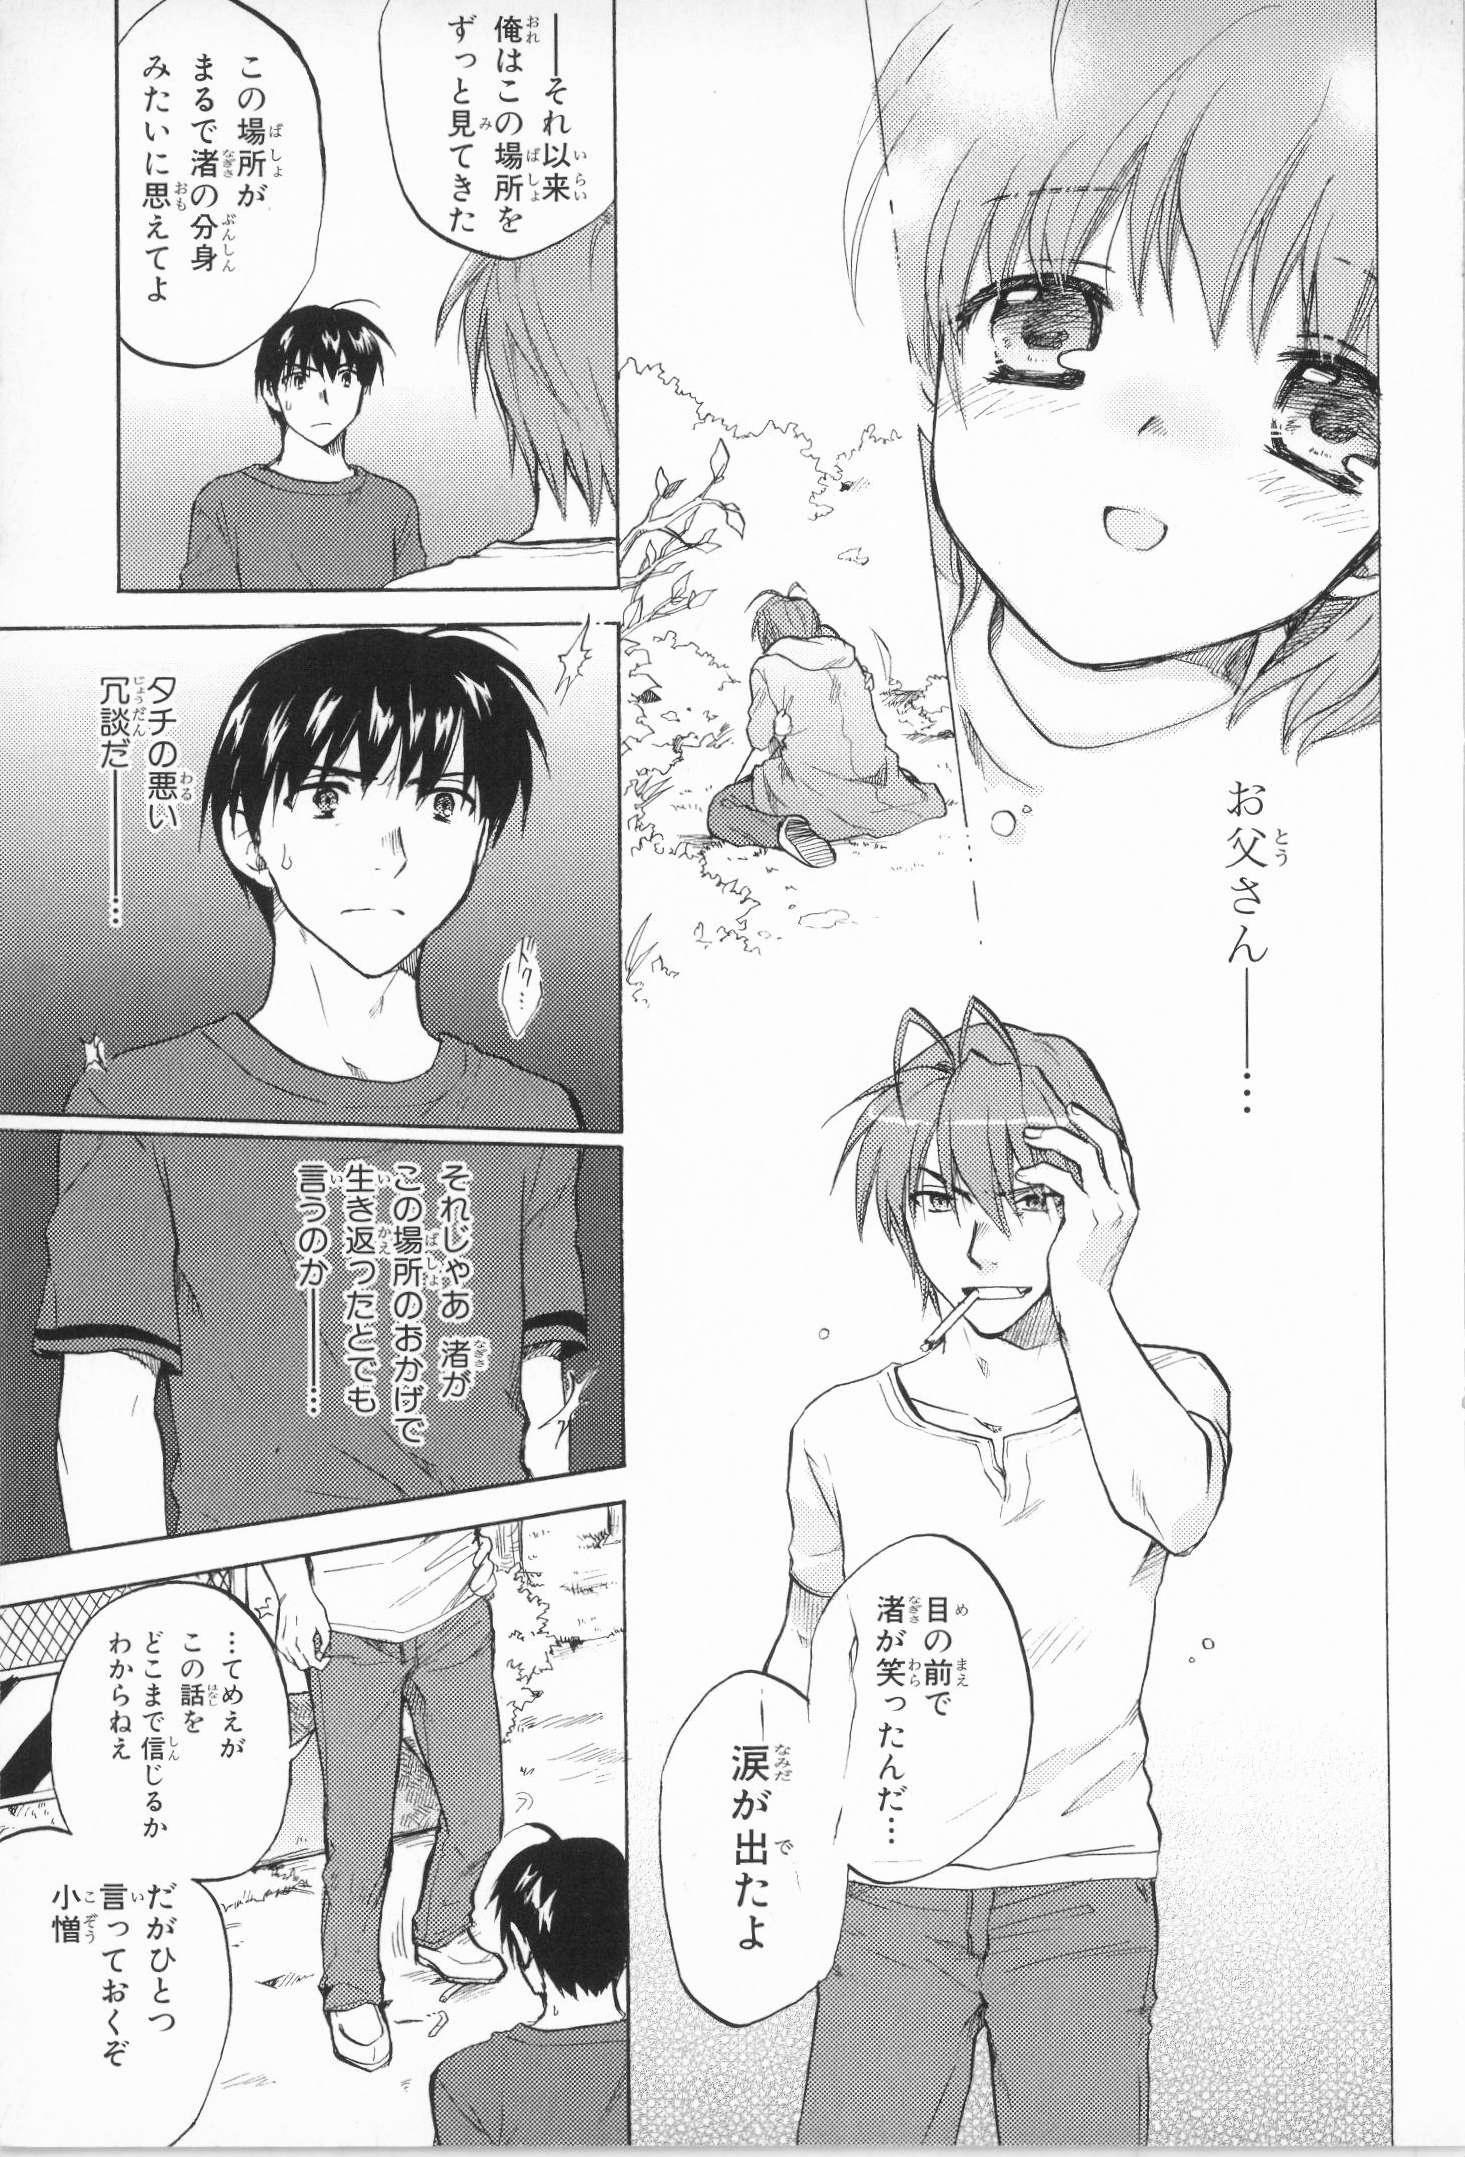 お父さん――…
目の前で
渚が笑ったんだ…
――涙が出たよ
――それ以来
俺はこの場所を
ずっと見てきた
この場所が
まるで渚の分身
みたいに思えてよ
タチの悪い
冗談だ――…
ドクン…
それじゃあ 渚が
この場所のおかげで
生き返ったとでも
言うのか――…
…てめえが
この話を
どこまで信じるか
わからねえ
だがひとつ
言っておくぞ
小僧